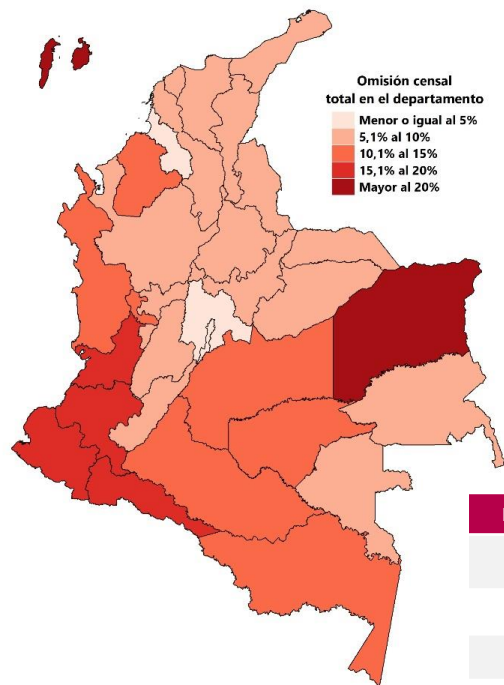 Omisión censal
total en el departamento
Menor o igual al 5%
5,1% al 10%
10,1% al 15%
15,1% al 20%
Mayor al 20%